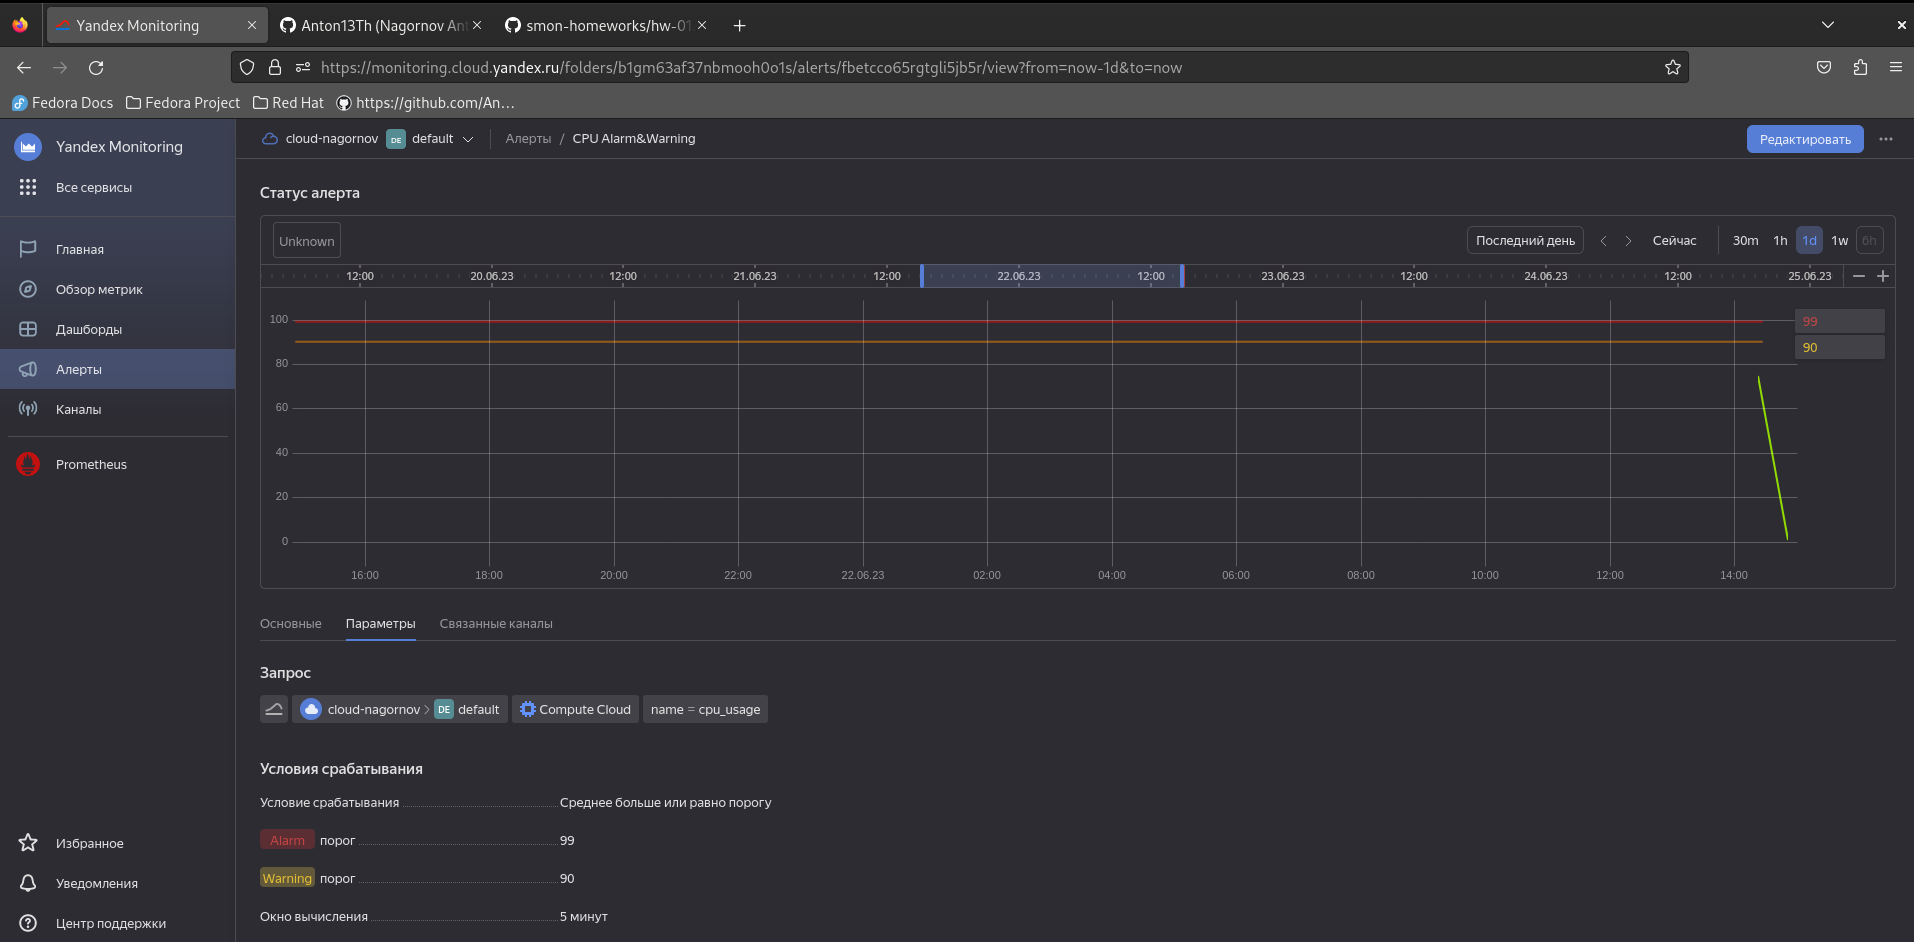 Yandex Monitoring
Anton13Th (Nagornov Ant
smon-homeworks/hw-01
https://monitoring.cloud.yandex.ru/folders/b1gm63af37nbmooh0o1s/alerts/fbetcco65rgtgli5jb5r/view?from=now-1d&to=now
Fedora Docs Fedora Project Red Hat https://github.com/An…
Yandex Monitoring
Все сервисы
Главная
Обзор метрик
Дашборды
Алерты
Каналы
Prometheus
Избранное
Уведомления
Центр поддержки
cloud-nagornov DE default Алерты / CPU Alarm&Warning Редактировать
Статус алерта
Unknown Последний день Сейчас 30m 1h 1d 1w 6h
12:00 20.06.23 12:00 21.06.23 12:00 22.06.23 12:00 23.06.23 12:00 24.06.23 12:00 25.06.23
100
80
60
40
20
0
99
90
16:00 18:00 20:00 22:00 22.06.23 02:00 04:00 06:00 08:00 10:00 12:00 14:00
Основные Параметры Связанные каналы
Запрос
cloud-nagornov DE default Compute Cloud name = cpu_usage
Условия срабатывания
Условие срабатывания Среднее больше или равно порогу
Alarm порог 99
Warning порог 90
Окно вычисления 5 минут